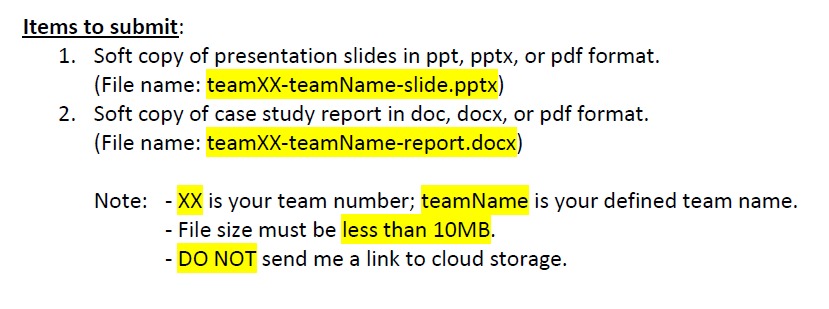 Items to submit:
1. Soft copy of presentation slides in ppt, pptx, or pdf format.
(File name: teamXX-teamName-slide.pptx)
2. Soft copy of case study report in doc, docx, or pdf format.
(File name: teamXX-teamName-report.docx)
Note: - XX is your team number; teamName is your defined team name.
- File size must be less than 10MB.
- DO NOT send me a link to cloud storage.